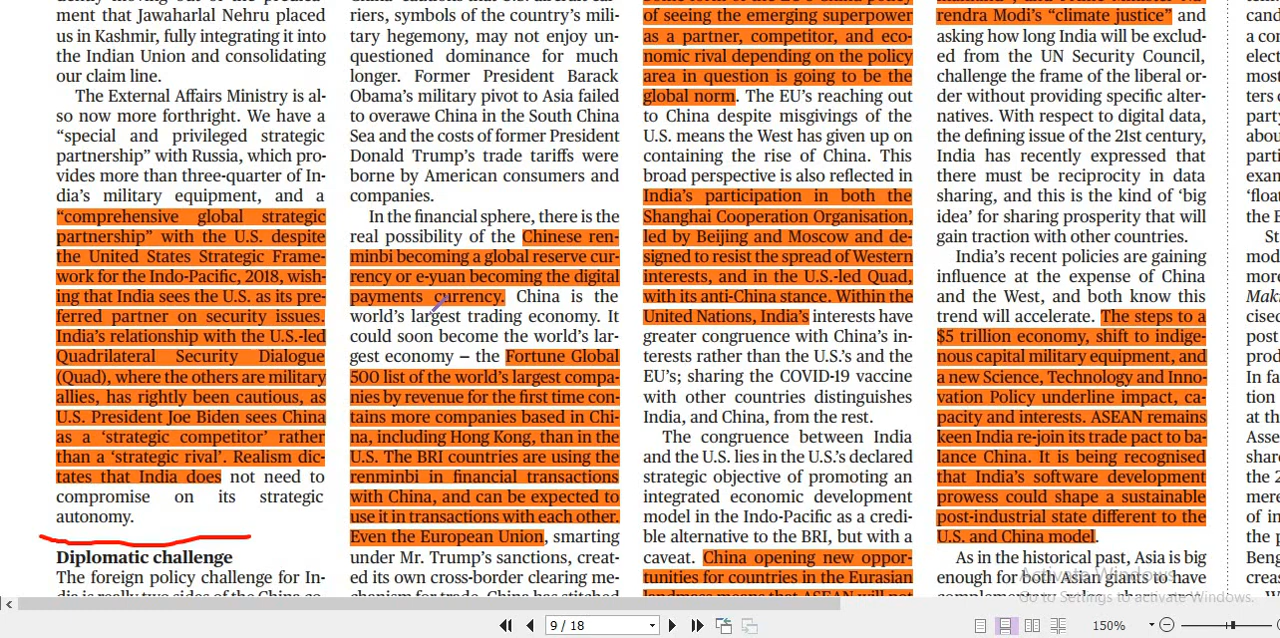 ment that Jawaharlal Nehru placed
us in Kashmir, fully integrating it into
the Indian Union and consolidating
our claim line.
The External Affairs Ministry is al-
so now more forthright. We have a
“special and privileged strategic
partnership” with Russia, which pro-
vides more than three-quarter of In-
dia’s military equipment, and a
“comprehensive global strategic
partnership” with the U.S. despite
the United States Strategic Frame-
work for the Indo-Pacific, 2018, wish-
ing that India sees the U.S. as its pre-
ferred partner on security issues.
India’s relationship with the U.S.-led
Quadrilateral Security Dialogue
(Quad), where the others are military
allies, has rightly been cautious, as
U.S. President Joe Biden sees China
as a ‘strategic competitor’ rather
than a ‘strategic rival’. Realism dic-
tates that India does not need to
compromise on its strategic
autonomy.
Diplomatic challenge
The foreign policy challenge for In-
riers, symbols of the country’s mili-
tary hegemony, may not enjoy un-
questioned dominance for much
longer. Former President Barack
Obama’s military pivot to Asia failed
to overawe China in the South China
Sea and the costs of former President
Donald Trump’s trade tariffs were
borne by American consumers and
companies.
In the financial sphere, there is the
real possibility of the Chinese ren-
minbi becoming a global reserve cur-
rency or e-yuan becoming the digital
payments currency. China is the
world’s largest trading economy. It
could soon become the world’s lar-
gest economy – the Fortune Global
500 list of the world’s largest compa-
nies by revenue for the first time con-
tains more companies based in Chi-
na, including Hong Kong, than in the
U.S. The BRI countries are using the
renminbi in financial transactions
with China, and can be expected to
use it in transactions with each other.
Even the European Union, smarting
under Mr. Trump’s sanctions, creat-
ed its own cross-border clearing me-
of seeing the emerging superpower
as a partner, competitor, and eco-
nomic rival depending on the policy
area in question is going to be the
global norm. The EU’s reaching out
to China despite misgivings of the
U.S. means the West has given up on
containing the rise of China. This
broad perspective is also reflected in
India’s participation in both the
Shanghai Cooperation Organisation,
led by Beijing and Moscow and de-
signed to resist the spread of Western
interests, and in the U.S.-led Quad,
with its anti-China stance. Within the
United Nations, India’s interests have
greater congruence with China’s in-
terests rather than the U.S.’s and the
EU’s; sharing the COVID-19 vaccine
with other countries distinguishes
India, and China, from the rest.
The congruence between India
and the U.S. lies in the U.S.’s declared
strategic objective of promoting an
integrated economic development
model in the Indo-Pacific as a credi-
ble alternative to the BRI, but with a
caveat. China opening new oppor-
tunities for countries in the Eurasian
rendra Modi’s “climate justice” and
asking how long India will be exclud-
ed from the UN Security Council,
challenge the frame of the liberal or-
der without providing specific alter-
natives. With respect to digital data,
the defining issue of the 21st century,
India has recently expressed that
there must be reciprocity in data
sharing, and this is the kind of ‘big
idea’ for sharing prosperity that will
gain traction with other countries.
India’s recent policies are gaining
influence at the expense of China
and the West, and both know this
trend will accelerate. The steps to a
$5 trillion economy, shift to indige-
nous capital military equipment, and
a new Science, Technology and Inno-
vation Policy underline impact, ca-
pacity and interests. ASEAN remains
keen India re-join its trade pact to ba-
lance China. It is being recognised
that India’s software development
prowess could shape a sustainable
post-industrial state different to the
U.S. and China model.
As in the historical past, Asia is big
enough for both Asian giants to have
Activate Windows
Go to Settings to activate Windows.
9 / 18
150%